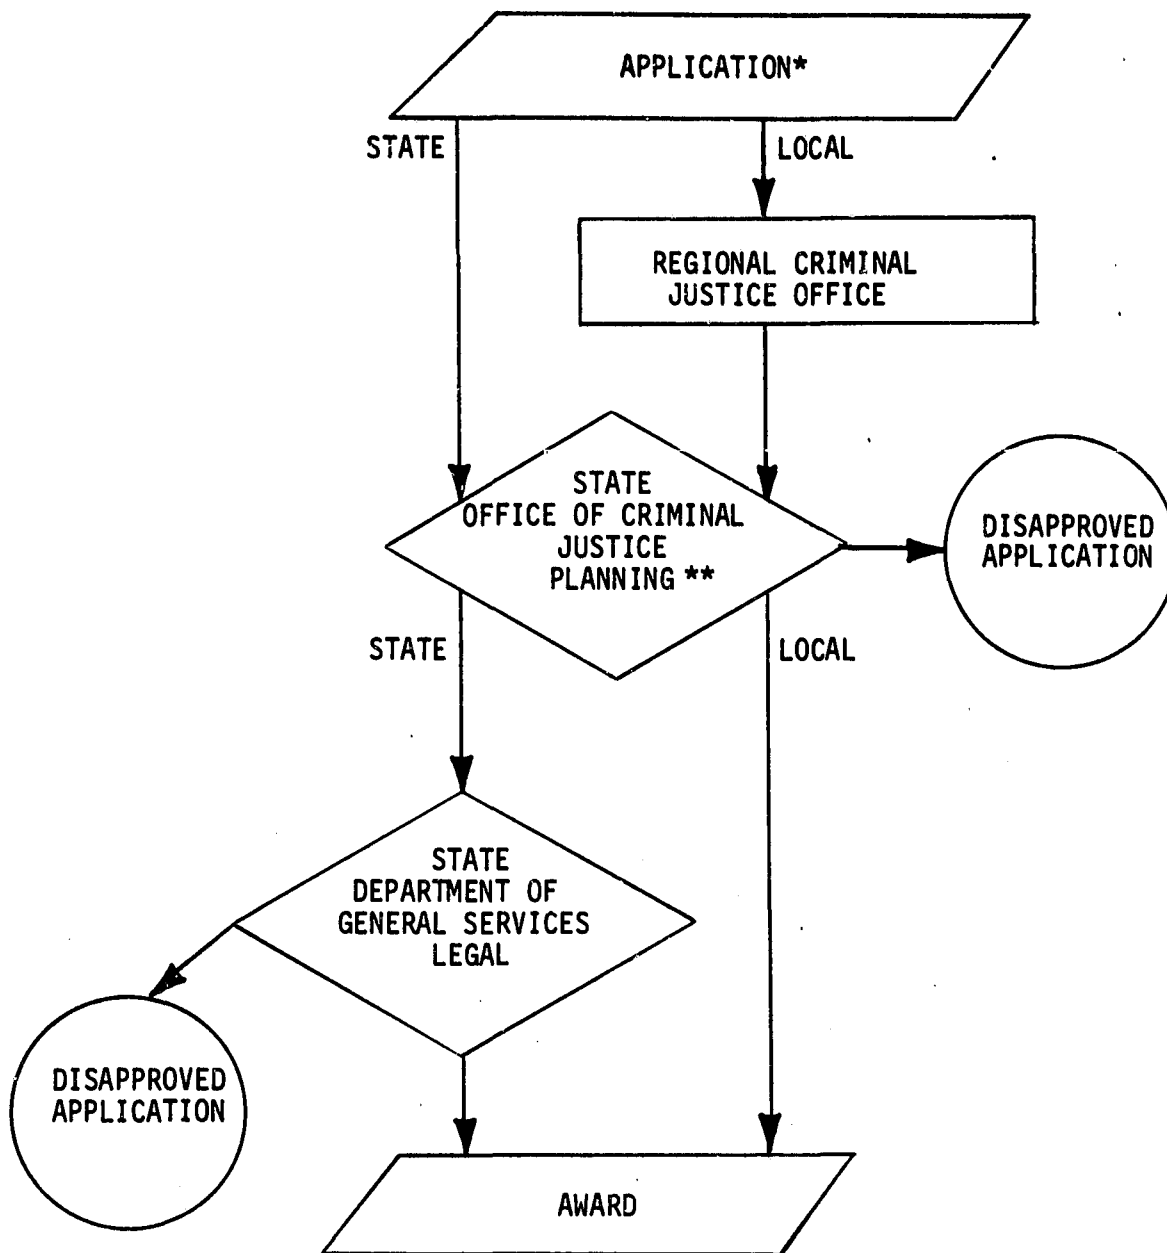 APPLICATION*
STATE
LOCAL
REGIONAL CRIMINAL
JUSTICE OFFICE
STATE
OFFICE OF CRIMINAL
JUSTICE
PLANNING **
DISAPPROVED
APPLICATION
STATE
LOCAL
STATE
DEPARTMENT OF
GENERAL SERVICES
LEGAL
DISAPPROVED
APPLICATION
AWARD